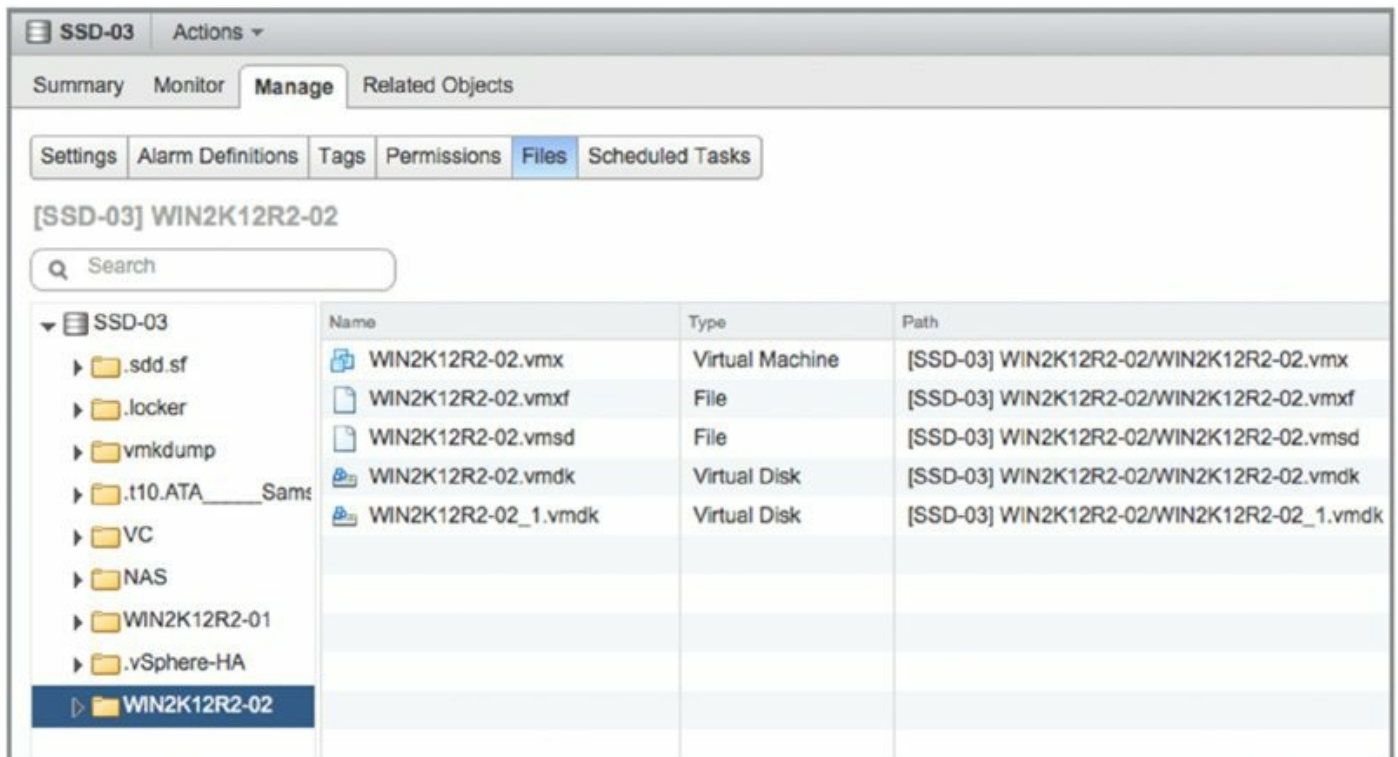 SSD-03 Actions
Summary Monitor Manage Related Objects
Settings Alarm Definitions Tags Permissions Files Scheduled Tasks
[SSD-03] WIN2K12R2-02
Search
SSD-03
.sdd.sf
.locker
vmkdump
.t10.ATA_____Sams
VC
NAS
WIN2K12R2-01
.vSphere-HA
WIN2K12R2-02
Name Type Path
WIN2K12R2-02.vmx Virtual Machine [SSD-03] WIN2K12R2-02/WIN2K12R2-02.vmx
WIN2K12R2-02.vmxf File [SSD-03] WIN2K12R2-02/WIN2K12R2-02.vmxf
WIN2K12R2-02.vmsd File [SSD-03] WIN2K12R2-02/WIN2K12R2-02.vmsd
WIN2K12R2-02.vmdk Virtual Disk [SSD-03] WIN2K12R2-02/WIN2K12R2-02.vmdk
WIN2K12R2-02_1.vmdk Virtual Disk [SSD-03] WIN2K12R2-02/WIN2K12R2-02_1.vmdk